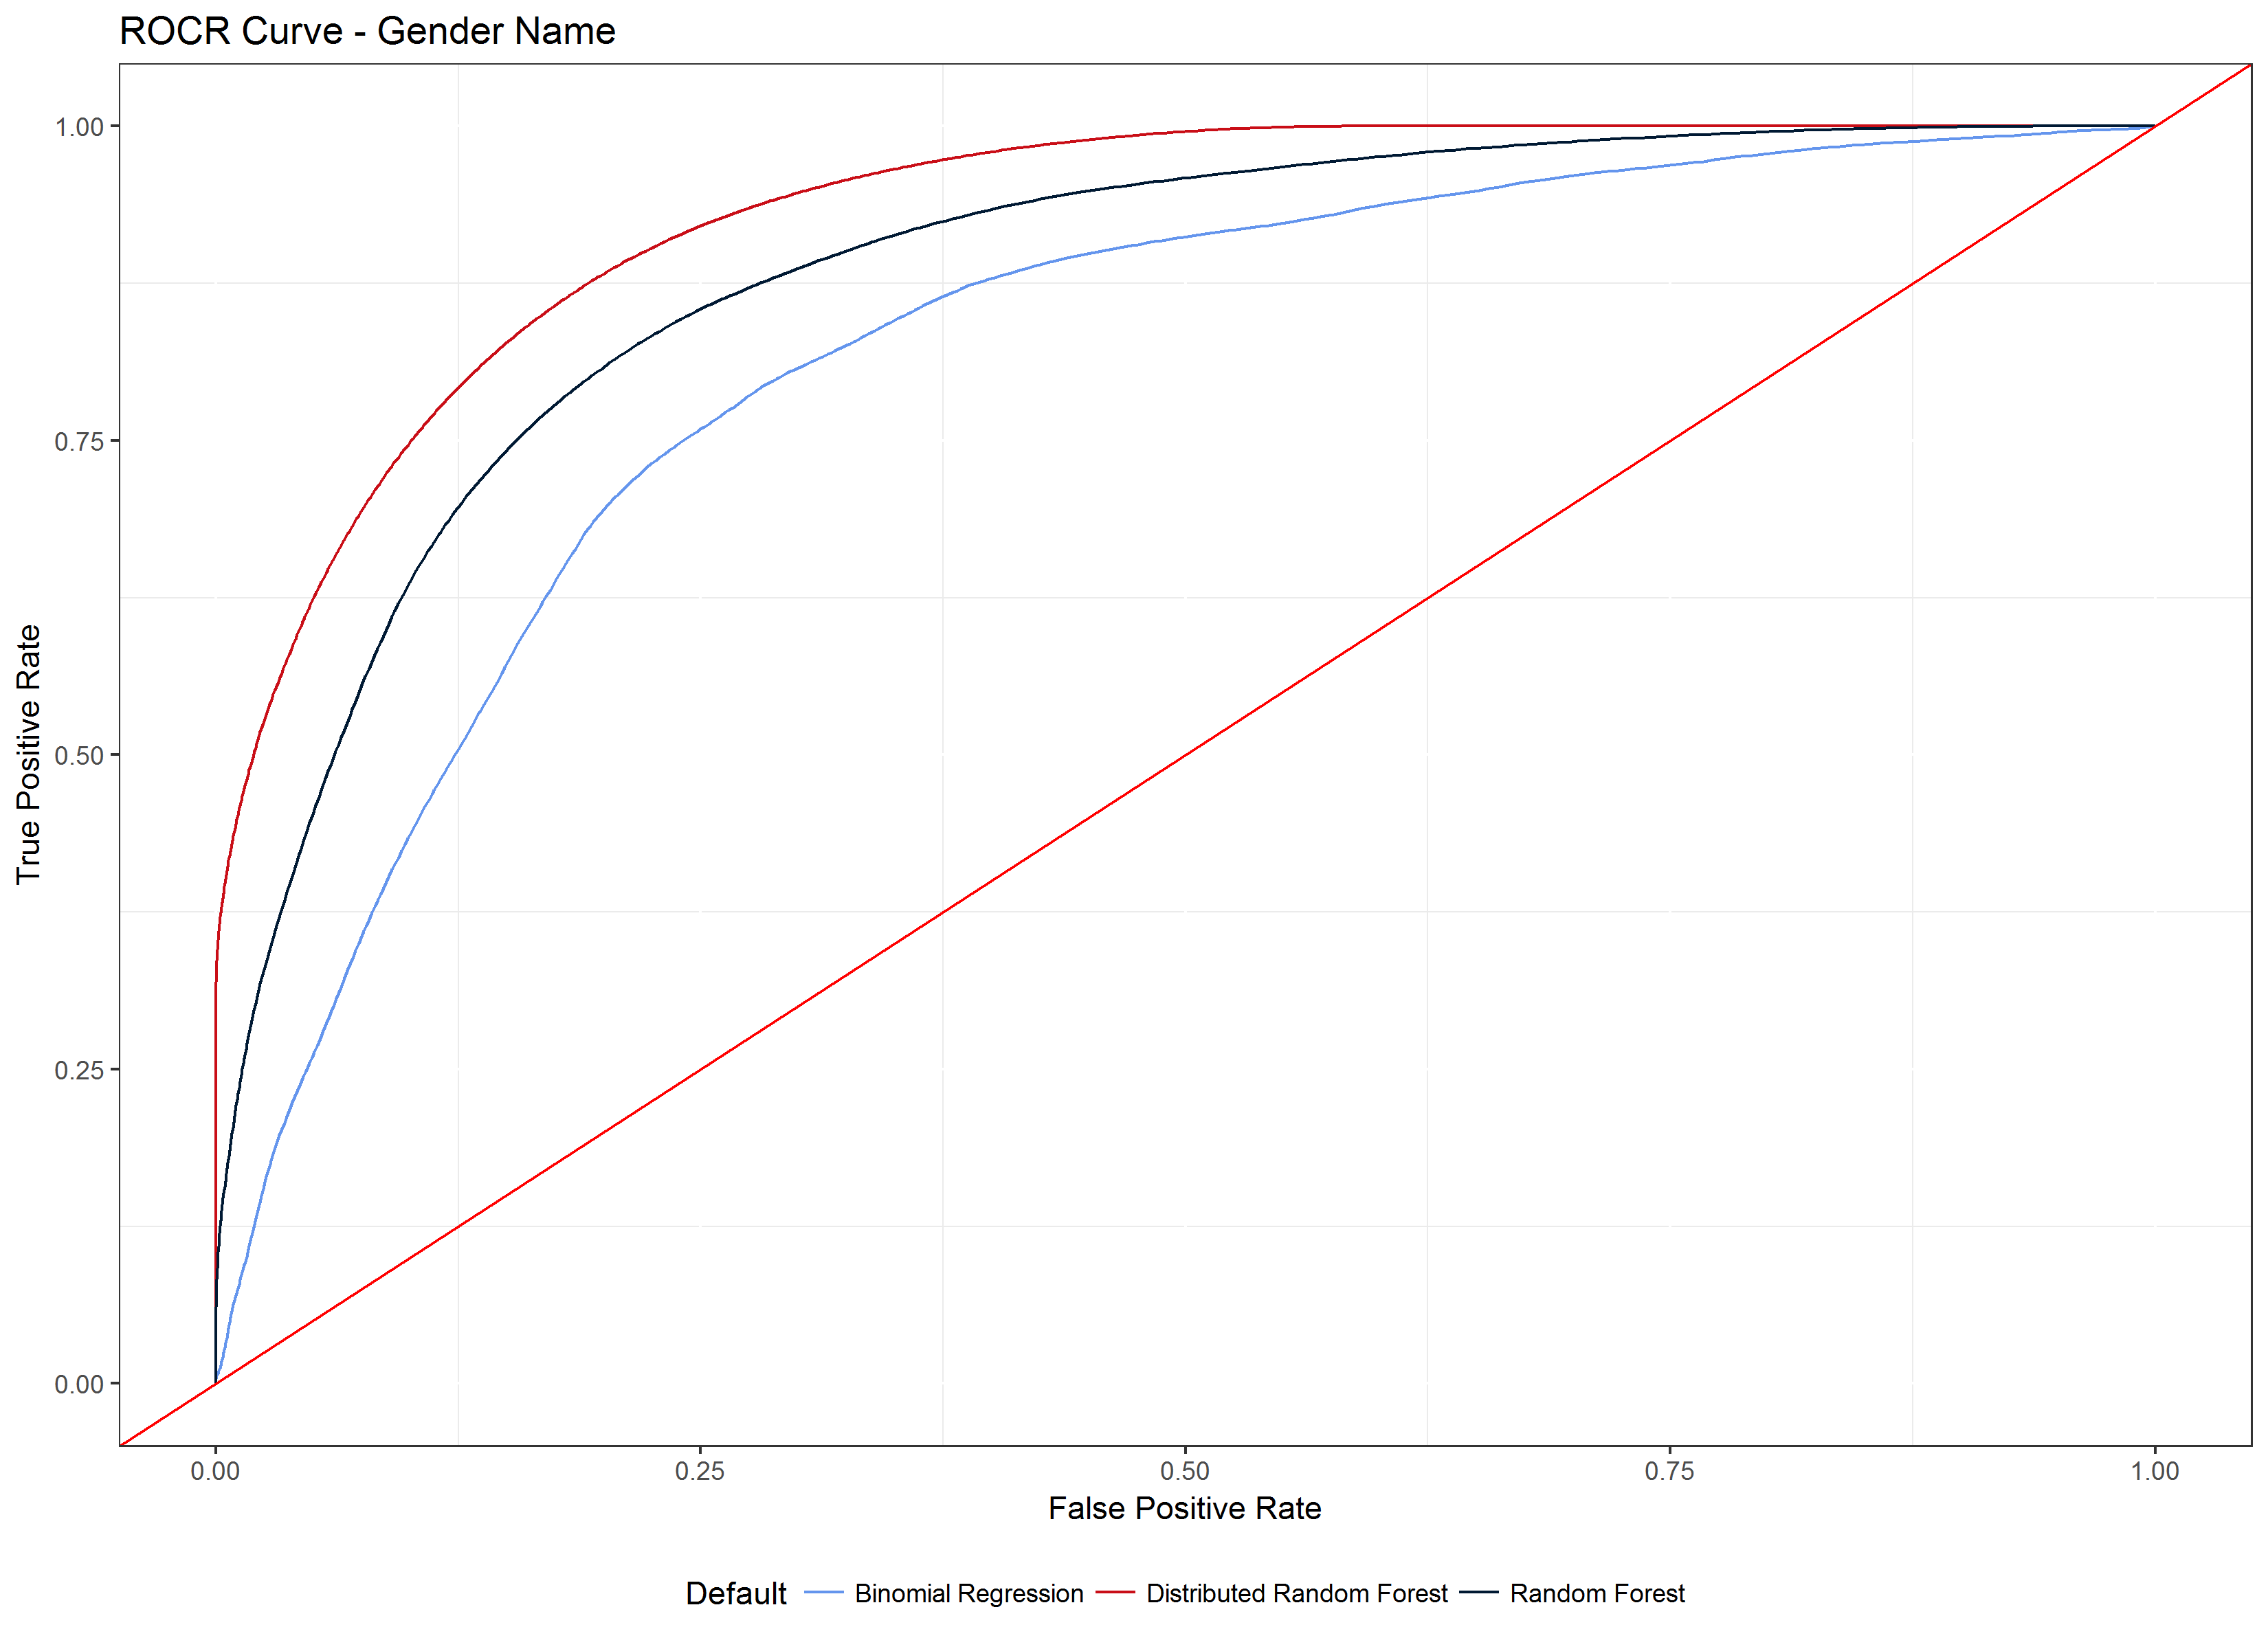 ROCR Curve - Gender Name
1.00
0.75
0.50
0.25
0.00
True Positive Rate
0.00 0.25 0.50 0.75 1.00
False Positive Rate
Default Binomial Regression Distributed Random Forest Random Forest